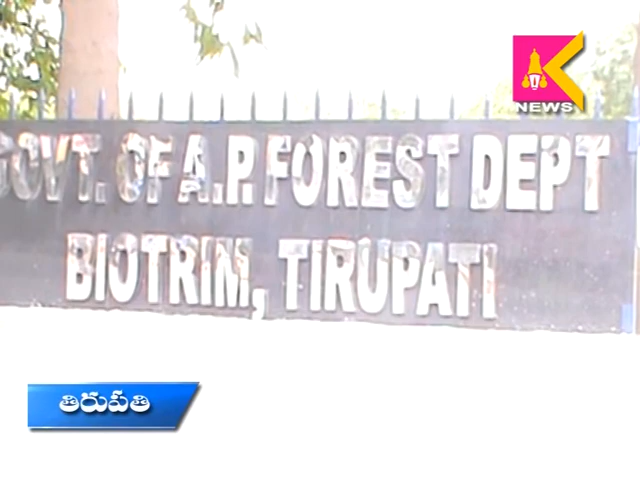 K
NEWS
GOVT. OF A.P. FOREST DEPT
BIOTRIM, TIRUPATI
తిరుపతి